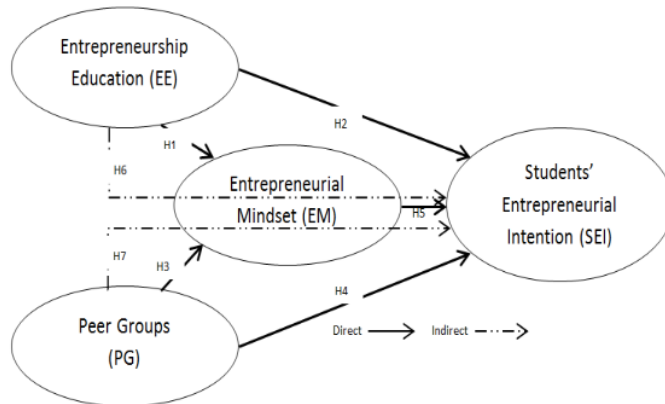 Entrepreneurship
Education (EE)
H2
H1
H6
Entrepreneurial
Mindset (EM)
H5
Students’
Entrepreneurial
Intention (SEI)
H7
H3
H4
Peer Groups
(PG)
Direct
Indirect